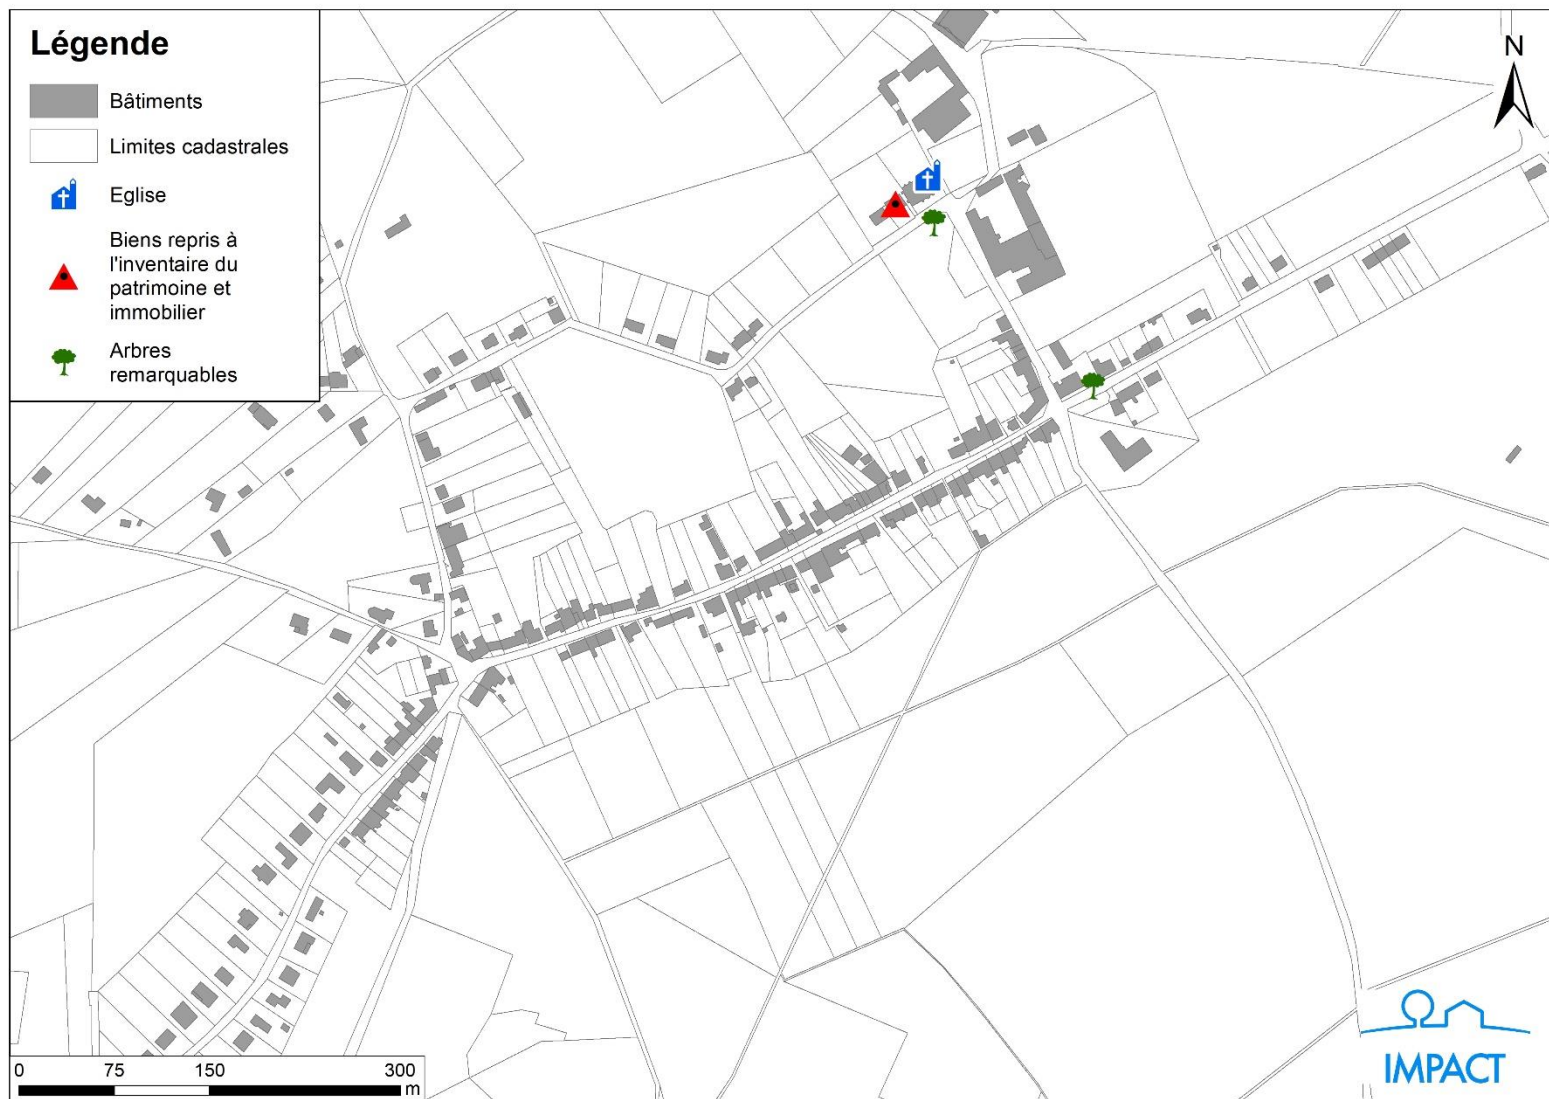 Légende
Bâtiments
Limites cadastrales
Eglise
Biens repris à
l'inventaire du
patrimoine et
immobilier
Arbres
remarquables
N
0 75 150 300
m
IMPACT